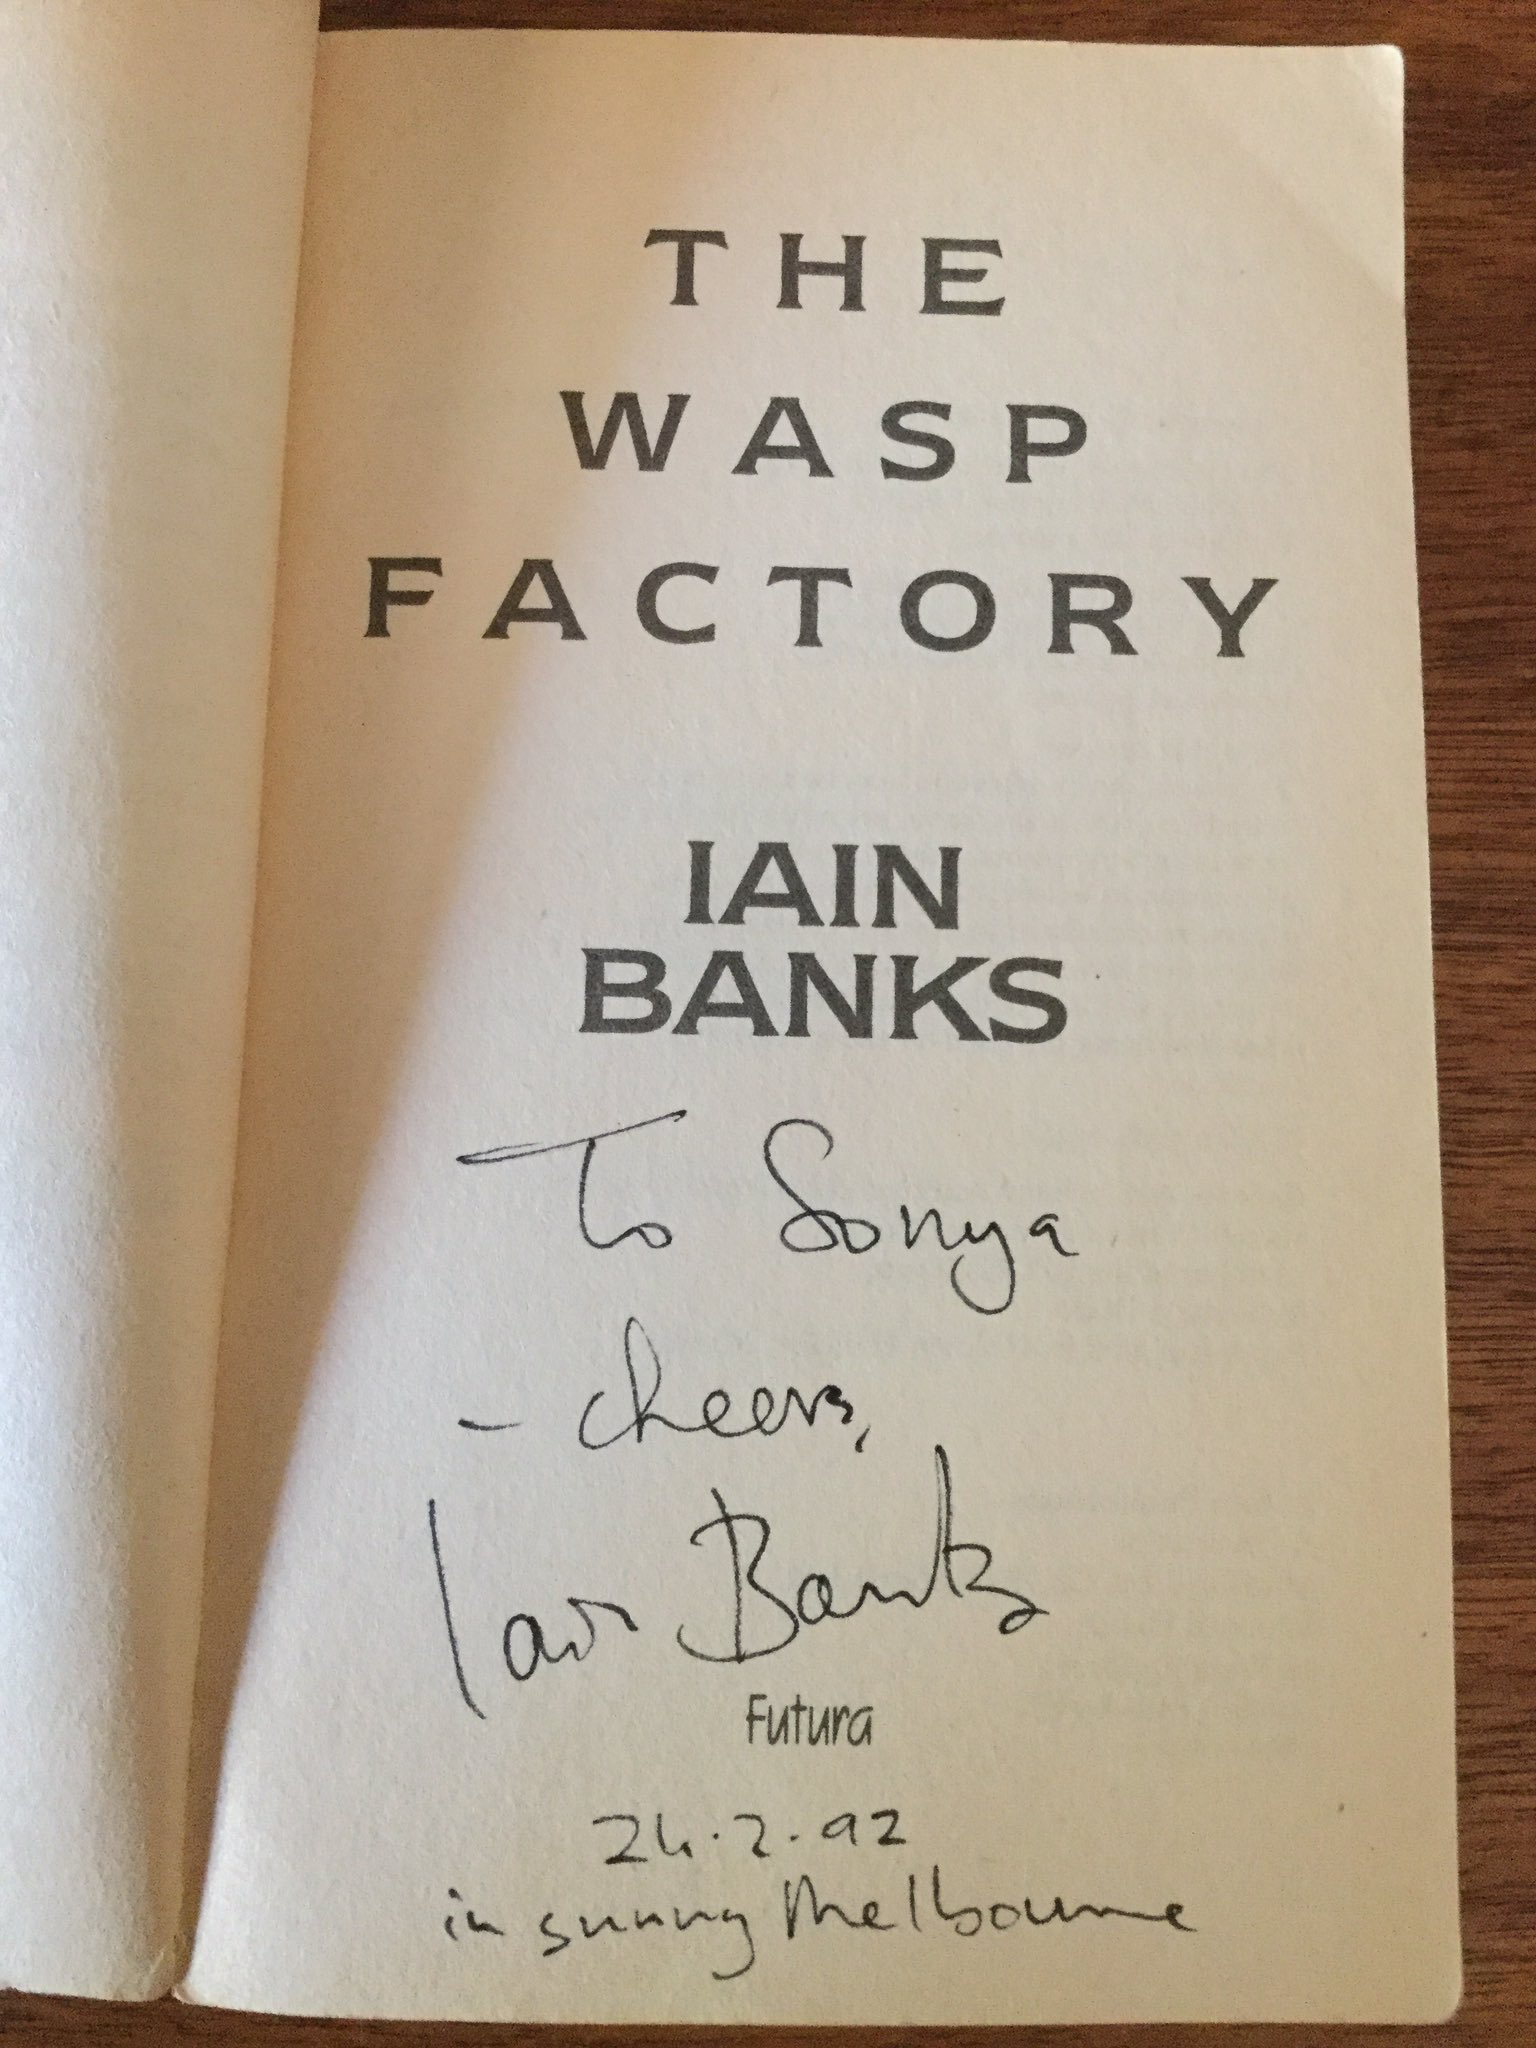 THE
WASP
FACTORY
IAIN
BANKS
To Sonya
- cheers,
Iain Banks
Futura
24.2.92
in sunny Melbourne